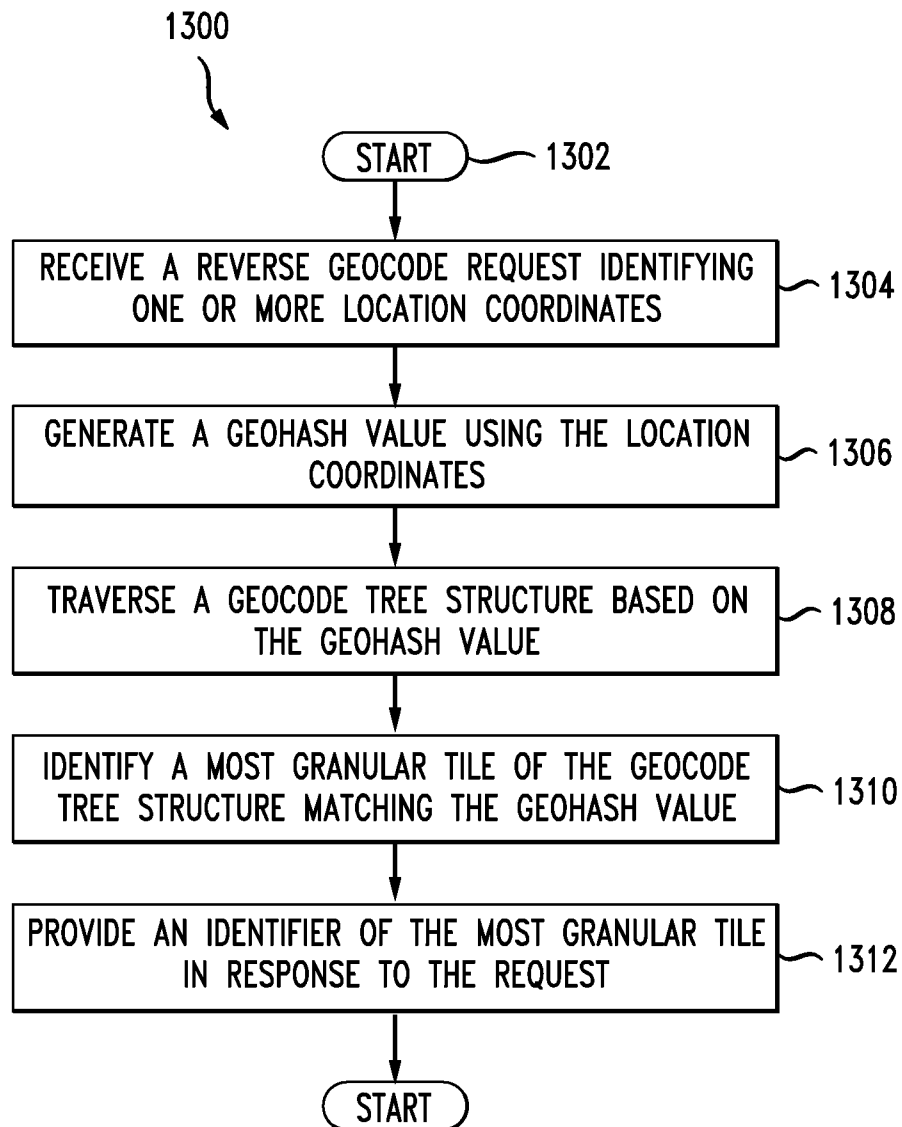 1300
START
1302
RECEIVE A REVERSE GEOCODE REQUEST IDENTIFYING
ONE OR MORE LOCATION COORDINATES
1304
GENERATE A GEOHASH VALUE USING THE LOCATION
COORDINATES
1306
TRAVERSE A GEOCODE TREE STRUCTURE BASED ON
THE GEOHASH VALUE
1308
IDENTIFY A MOST GRANULAR TILE OF THE GEOCODE
TREE STRUCTURE MATCHING THE GEOHASH VALUE
1310
PROVIDE AN IDENTIFIER OF THE MOST GRANULAR TILE
IN RESPONSE TO THE REQUEST
1312
START